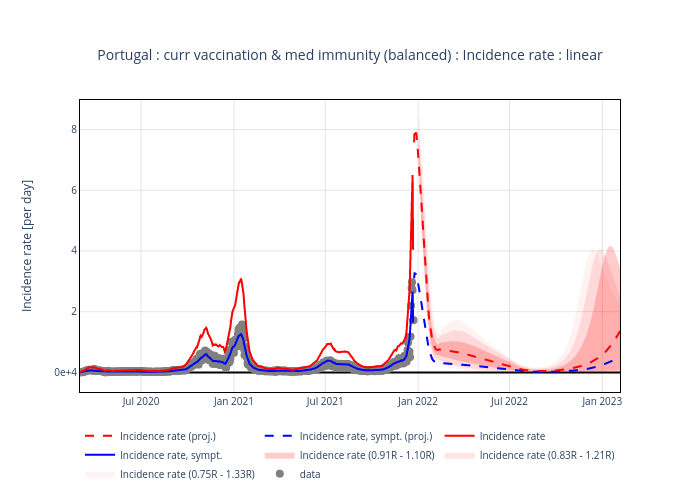 Portugal : curr vaccination & med immunity (balanced) : Incidence rate : linear
Incidence rate [per day]
8
6
4
2
0e+4
Jul 2020
Jan 2021
Jul 2021
Jan 2022
Jul 2022
Jan 2023
Incidence rate (proj.)
Incidence rate, sympt. (proj.)
Incidence rate
Incidence rate, sympt.
Incidence rate (0.91R - 1.10R)
Incidence rate (0.83R - 1.21R)
Incidence rate (0.75R - 1.33R)
data